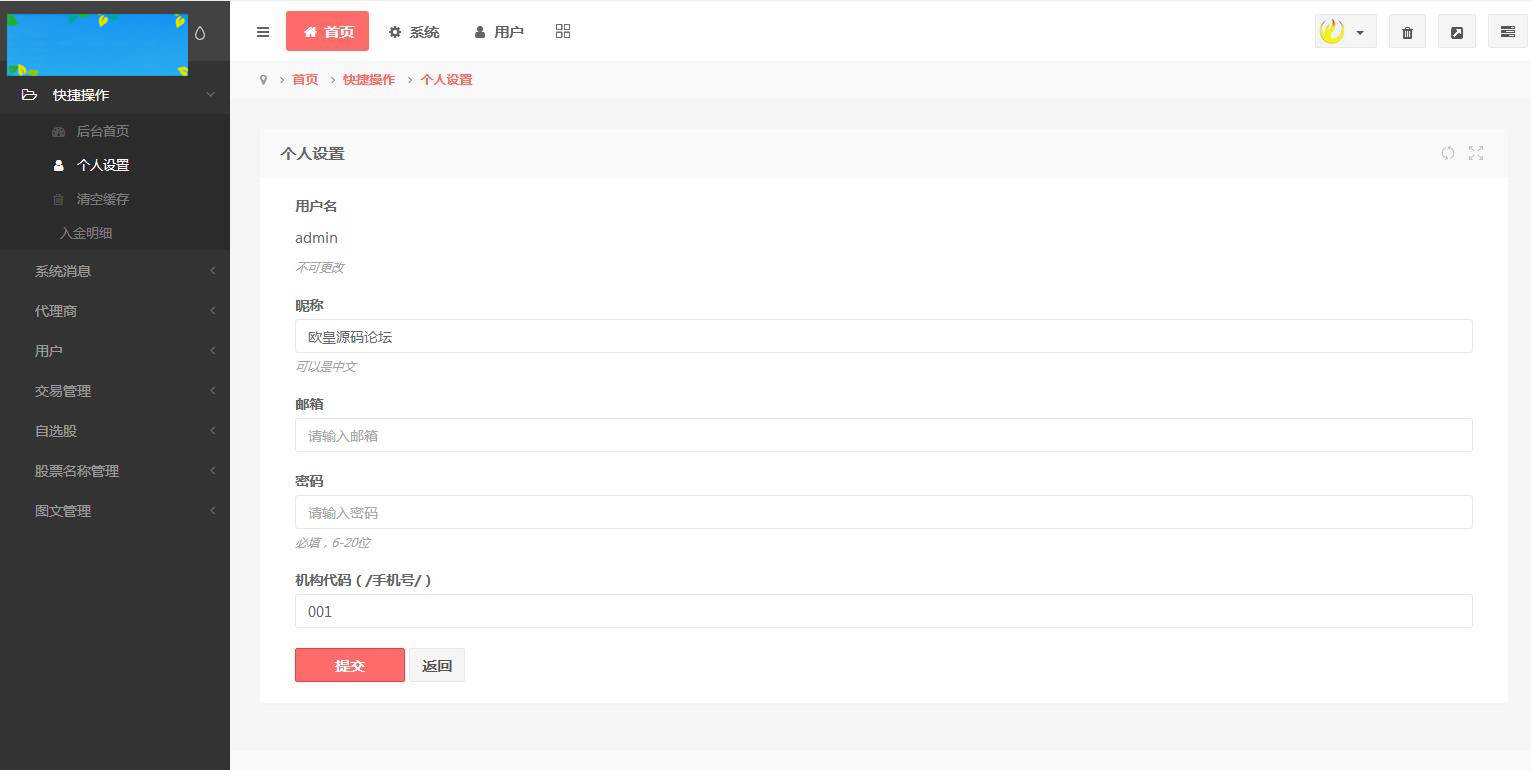 首页
系统
用户
快捷操作
后台首页
个人设置
清空缓存
入金明细
系统消息
代理商
用户
交易管理
自选股
股票名称管理
图文管理
首页
快捷操作
个人设置
个人设置
用户名
admin
不可更改
昵称
欧皇源码论坛
可以是中文
邮箱
请输入邮箱
密码
请输入密码
必填，6-20位
机构代码 ( /手机号/ )
001
提交 返回